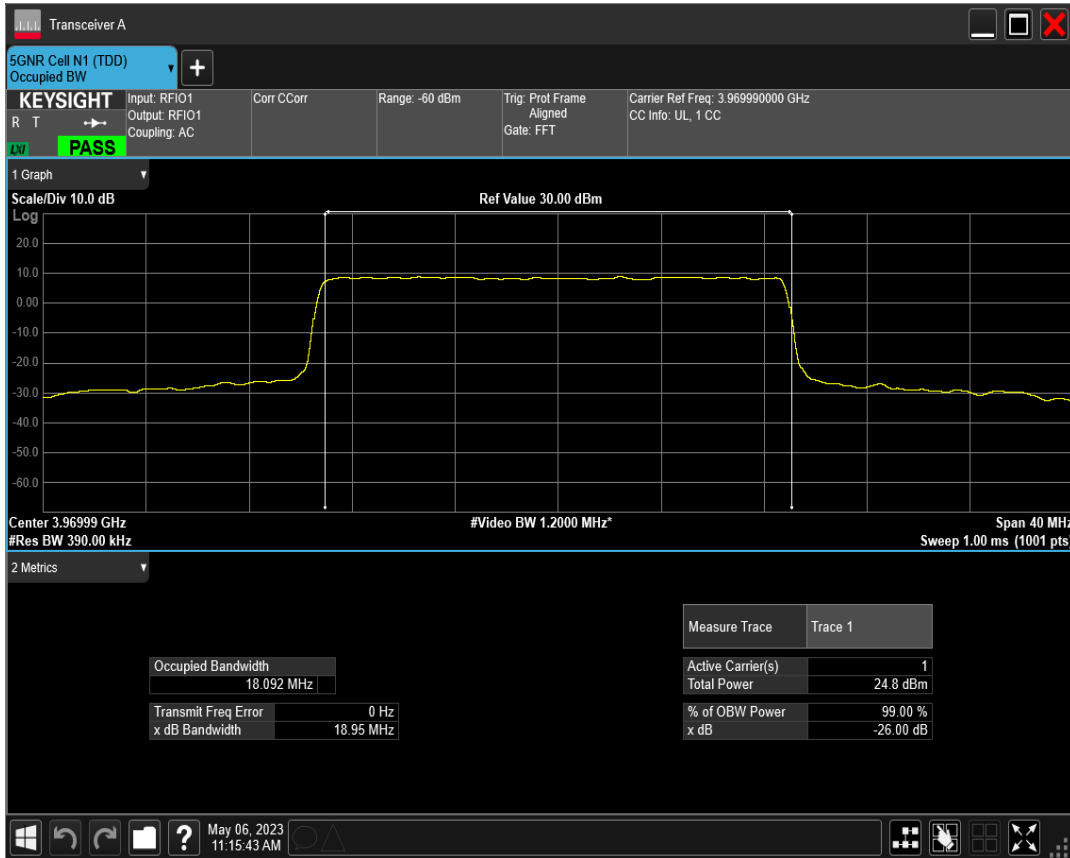 Transceiver A
5GNR Cell N1 (TDD)
Occupied BW
+
KEYSIGHT
R T
LXI
PASS
Input: RFIO1
Output: RFIO1
Coupling: AC
Corr CCorr
Range: -60 dBm
Trig: Prot Frame
Aligned
Gate: FFT
Carrier Ref Freq: 3.969990000 GHz
CC Info: UL, 1 CC
1 Graph
Scale/Div 10.0 dB
Ref Value 30.00 dBm
Log
20.0
10.0
0.00
-10.0
-20.0
-30.0
-40.0
-50.0
-60.0
Center 3.96999 GHz
#Video BW 1.2000 MHz*
Span 40 MHz
#Res BW 390.00 kHz
Sweep 1.00 ms (1001 pts)
2 Metrics
Measure Trace Trace 1
Occupied Bandwidth
18.092 MHz
Active Carrier(s) 1
Total Power 24.8 dBm
Transmit Freq Error 0 Hz
x dB Bandwidth 18.95 MHz
% of OBW Power 99.00 %
x dB -26.00 dB
?
May 06, 2023
11:15:43 AM